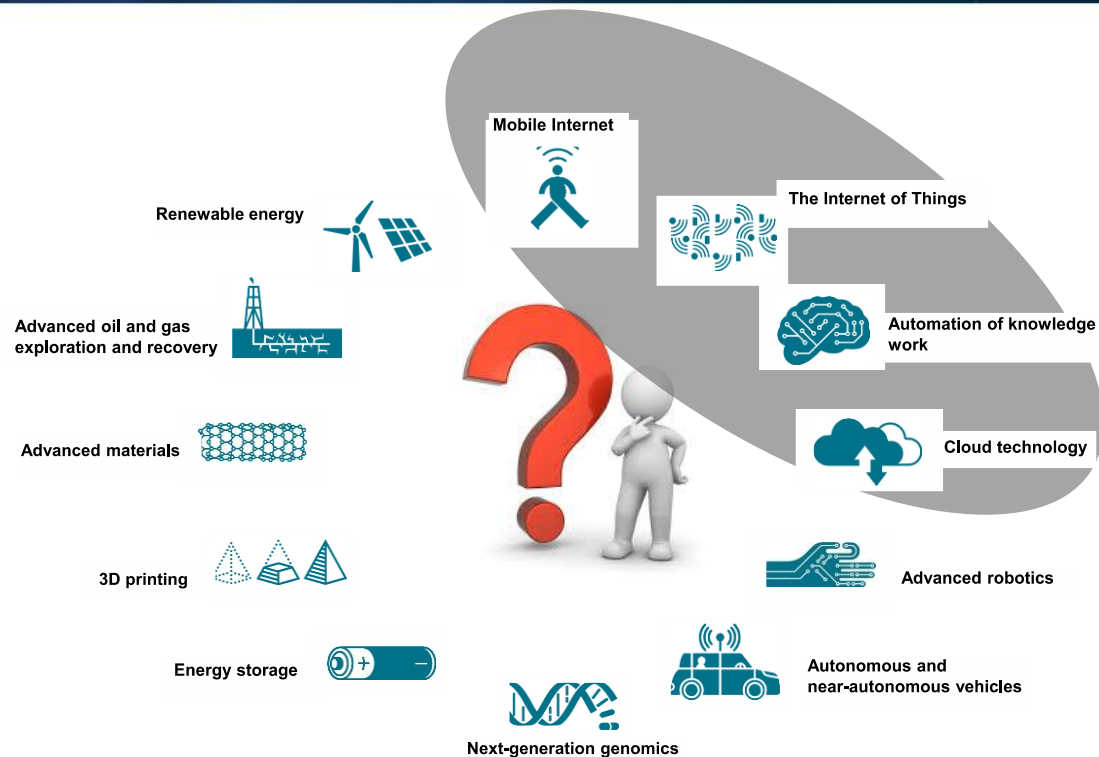 Mobile Internet
The Internet of Things
Renewable energy
Advanced oil and gas
exploration and recovery
Automation of knowledge
work
Advanced materials
Cloud technology
3D printing
Advanced robotics
Energy storage
Autonomous and
near-autonomous vehicles
Next-generation genomics